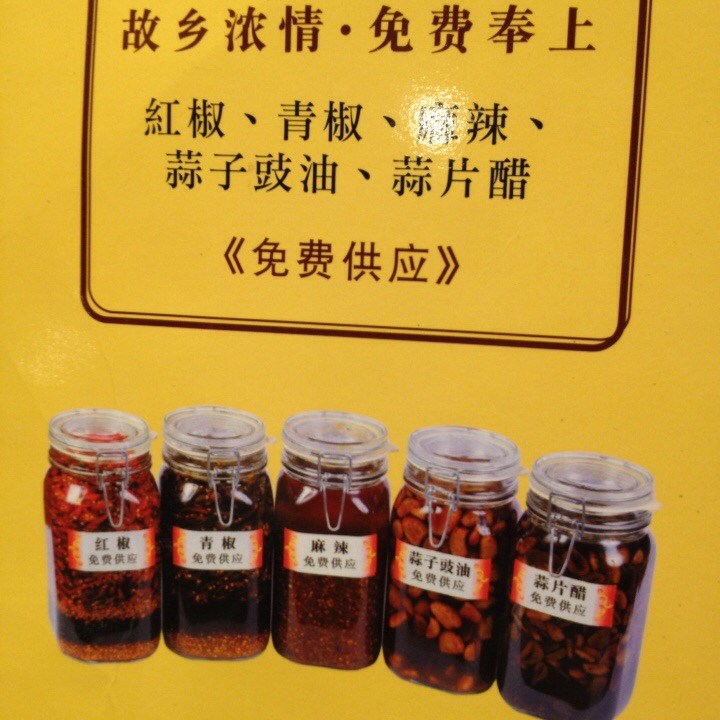 故乡浓情·免费奉上
紅椒、青椒、麻辣、
蒜子豉油、蒜片醋
《免费供应》
红椒
免费供应
青椒
免费供应
麻辣
免费供应
蒜子豉油
免费供应
蒜片醋
免费供应